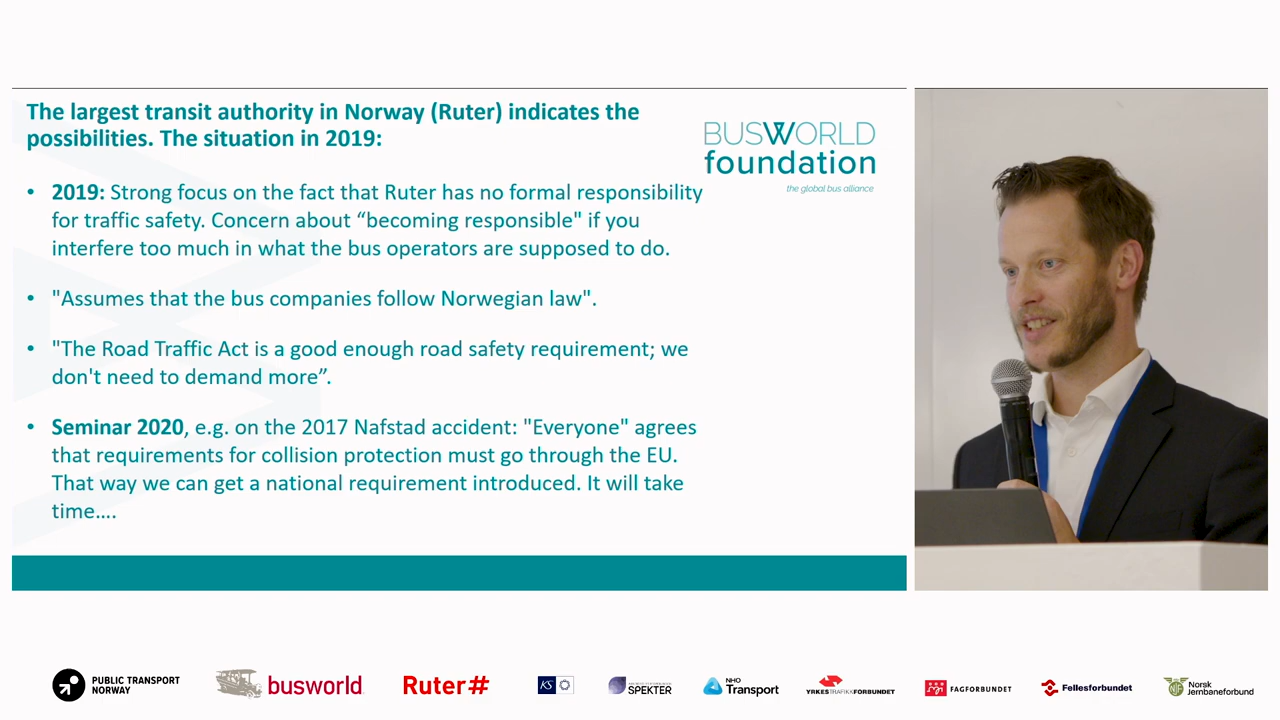 The largest transit authority in Norway (Ruter) indicates the
possibilities. The situation in 2019:
BUSWORLD
foundation
the global bus alliance
• 2019: Strong focus on the fact that Ruter has no formal responsibility
for traffic safety. Concern about “becoming responsible" if you
interfere too much in what the bus operators are supposed to do.
• "Assumes that the bus companies follow Norwegian law".
• "The Road Traffic Act is a good enough road safety requirement; we
don't need to demand more”.
• Seminar 2020, e.g. on the 2017 Nafstad accident: "Everyone" agrees
that requirements for collision protection must go through the EU.
That way we can get a national requirement introduced. It will take
time....
PUBLIC TRANSPORT
NORWAY
busworld
Ruter#
KS
SPEKTER
NHO
Transport
YRKESTRAFIKKFORBUNDET
FAGFORBUNDET
Fellesforbundet
Norsk
Jernbaneforbund